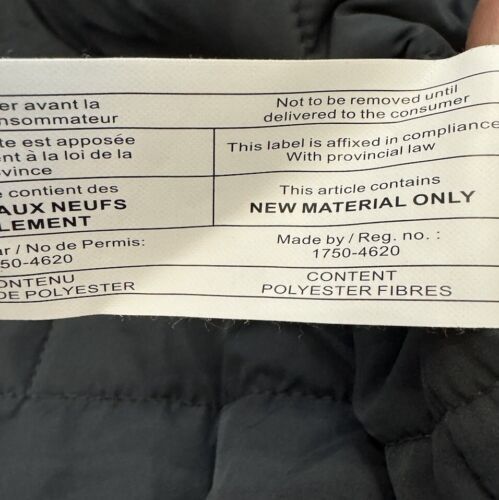 er avant la
nsommateur
Not to be removed until
delivered to the consumer
te est apposée
ent à la loi de la
vince
This label is affixed in compliance
With provincial law
contient des
AUX NEUFS
LEMENT
This article contains
NEW MATERIAL ONLY
ar / No de Permis:
50-4620
Made by / Reg. no. :
1750-4620
ONTENU
DE POLYESTER
CONTENT
POLYESTER FIBRES